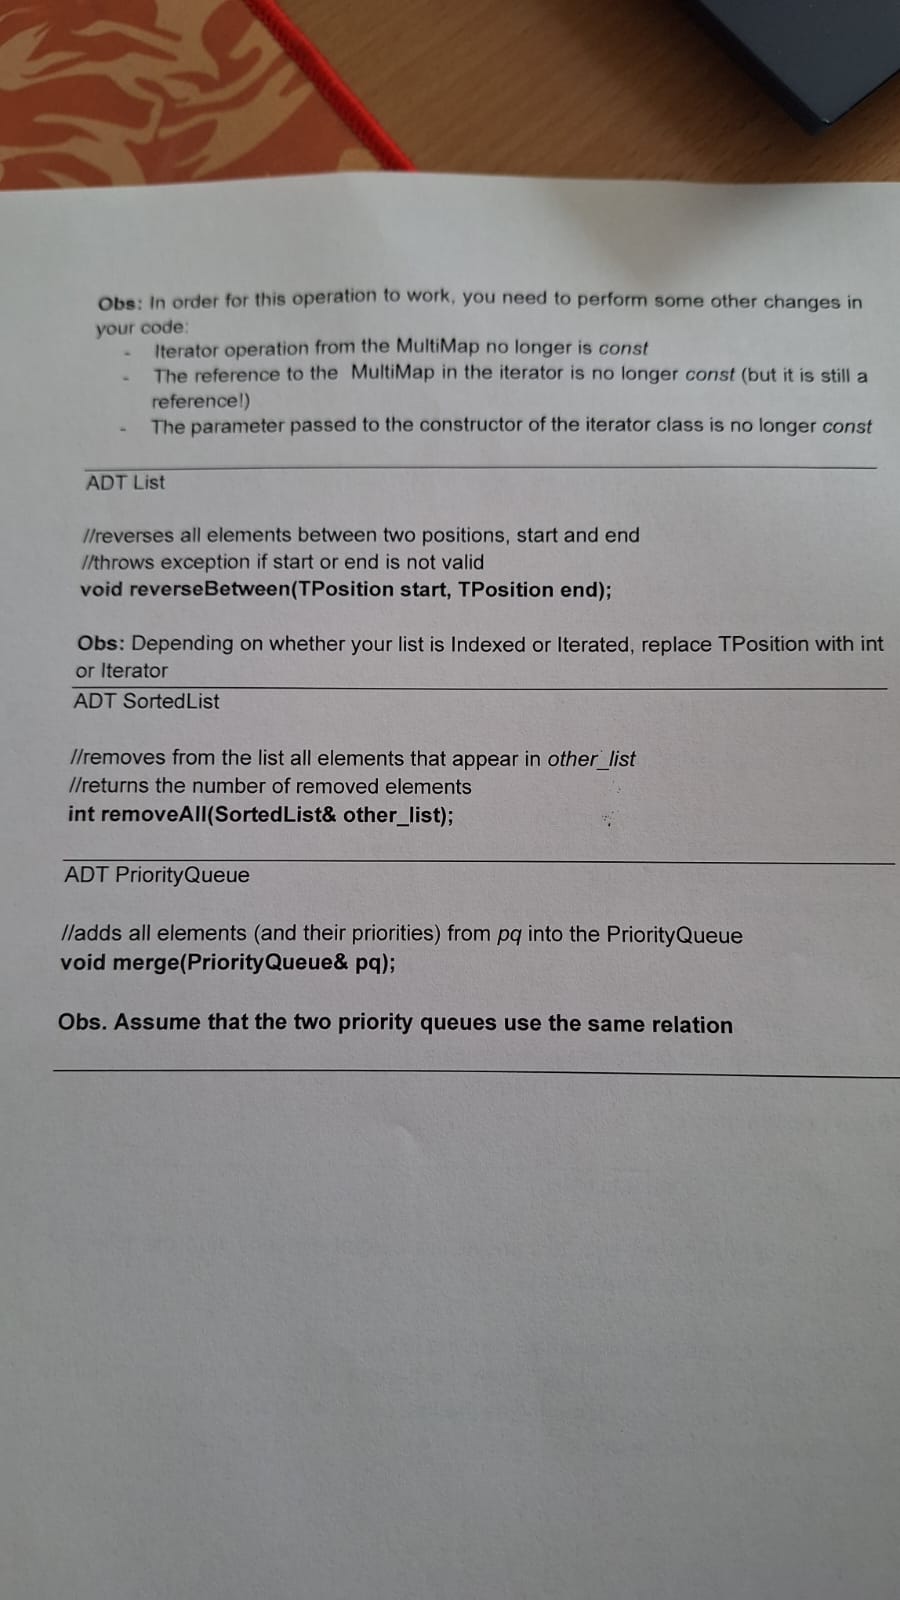 Obs: In order for this operation to work, you need to perform some other changes in
your code:
- Iterator operation from the MultiMap no longer is const
- The reference to the MultiMap in the iterator is no longer const (but it is still a
reference!)
- The parameter passed to the constructor of the iterator class is no longer const
ADT List
//reverses all elements between two positions, start and end
//throws exception if start or end is not valid
void reverseBetween(TPosition start, TPosition end);
Obs: Depending on whether your list is Indexed or Iterated, replace TPosition with int
or Iterator
ADT SortedList
//removes from the list all elements that appear in other_list
//returns the number of removed elements
int removeAll(SortedList& other_list);
ADT PriorityQueue
//adds all elements (and their priorities) from pq into the PriorityQueue
void merge(PriorityQueue& pq);
Obs. Assume that the two priority queues use the same relation